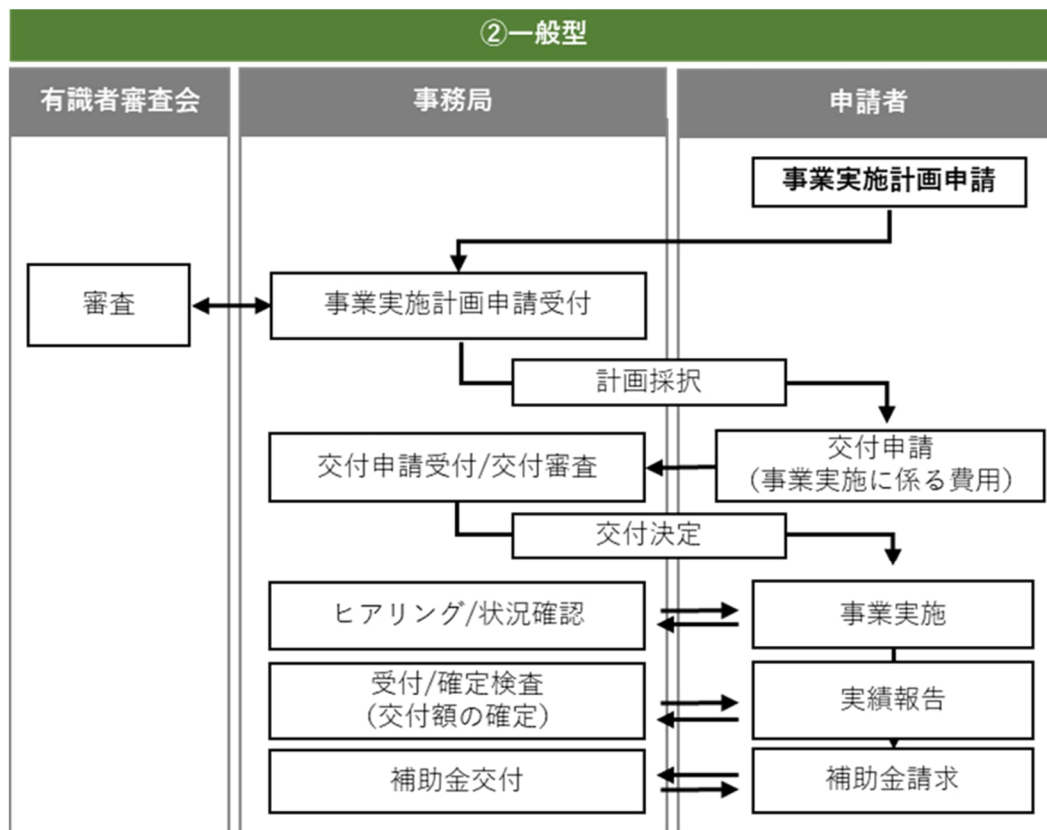 ②一般型
有識者審査会
事務局
申請者
事業実施計画申請
審査
事業実施計画申請受付
計画採択
交付申請
(事業実施に係る費用)
交付申請受付/交付審査
交付決定
ヒアリング/状況確認
事業実施
受付/確定検査
(交付額の確定)
実績報告
補助金交付
補助金請求